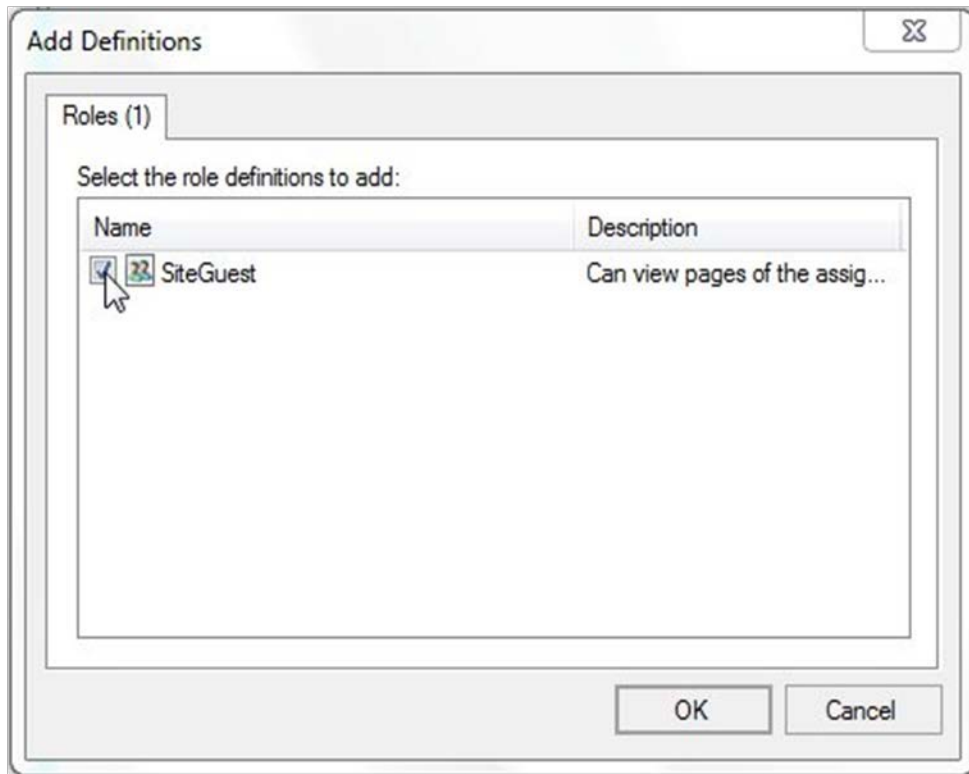 Add Definitions
Roles (1)
Select the role definitions to add:
Name Description
SiteGuest Can view pages of the assig...
OK Cancel